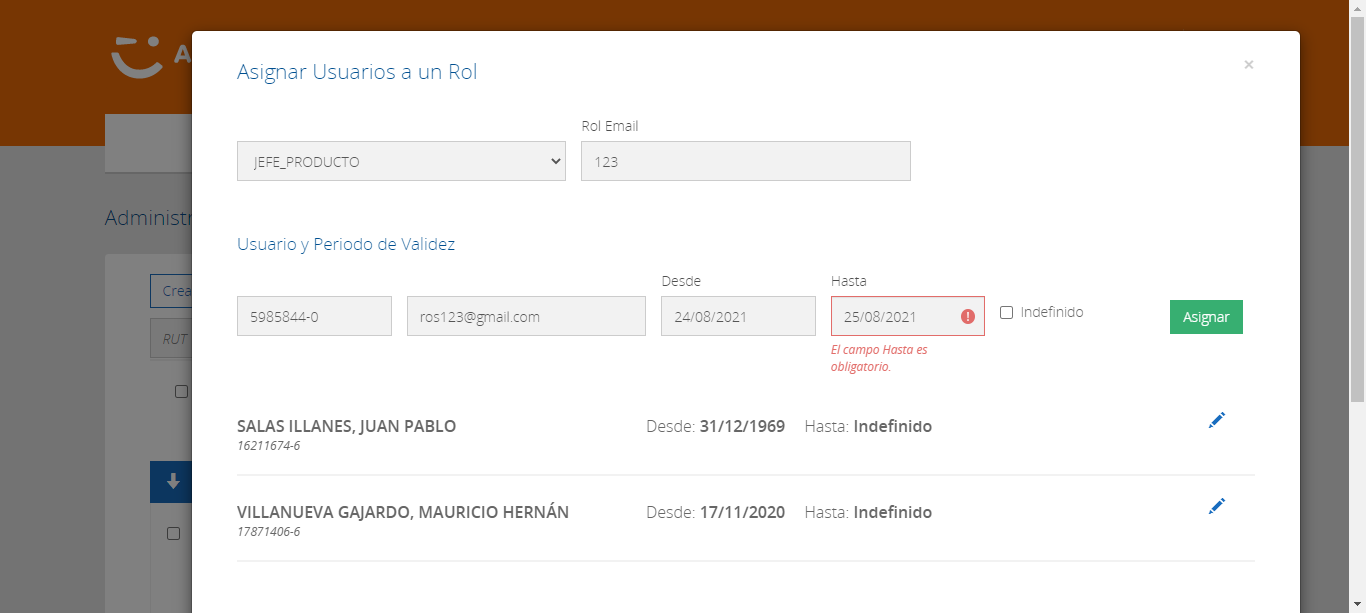 A
Asignar Usuarios a un Rol
×
Rol Email
JEFE_PRODUCTO
123
Administr
Usuario y Periodo de Validez
Desde
Hasta
Crea
5985844-0
ros123@gmail.com
24/08/2021
25/08/2021
Indefinido
Asignar
RUT
El campo Hasta es
obligatorio.
SALAS ILLANES, JUAN PABLO
Desde: 31/12/1969
Hasta: Indefinido
16211674-6
VILLANUEVA GAJARDO, MAURICIO HERNÁN
Desde: 17/11/2020
Hasta: Indefinido
17871406-6